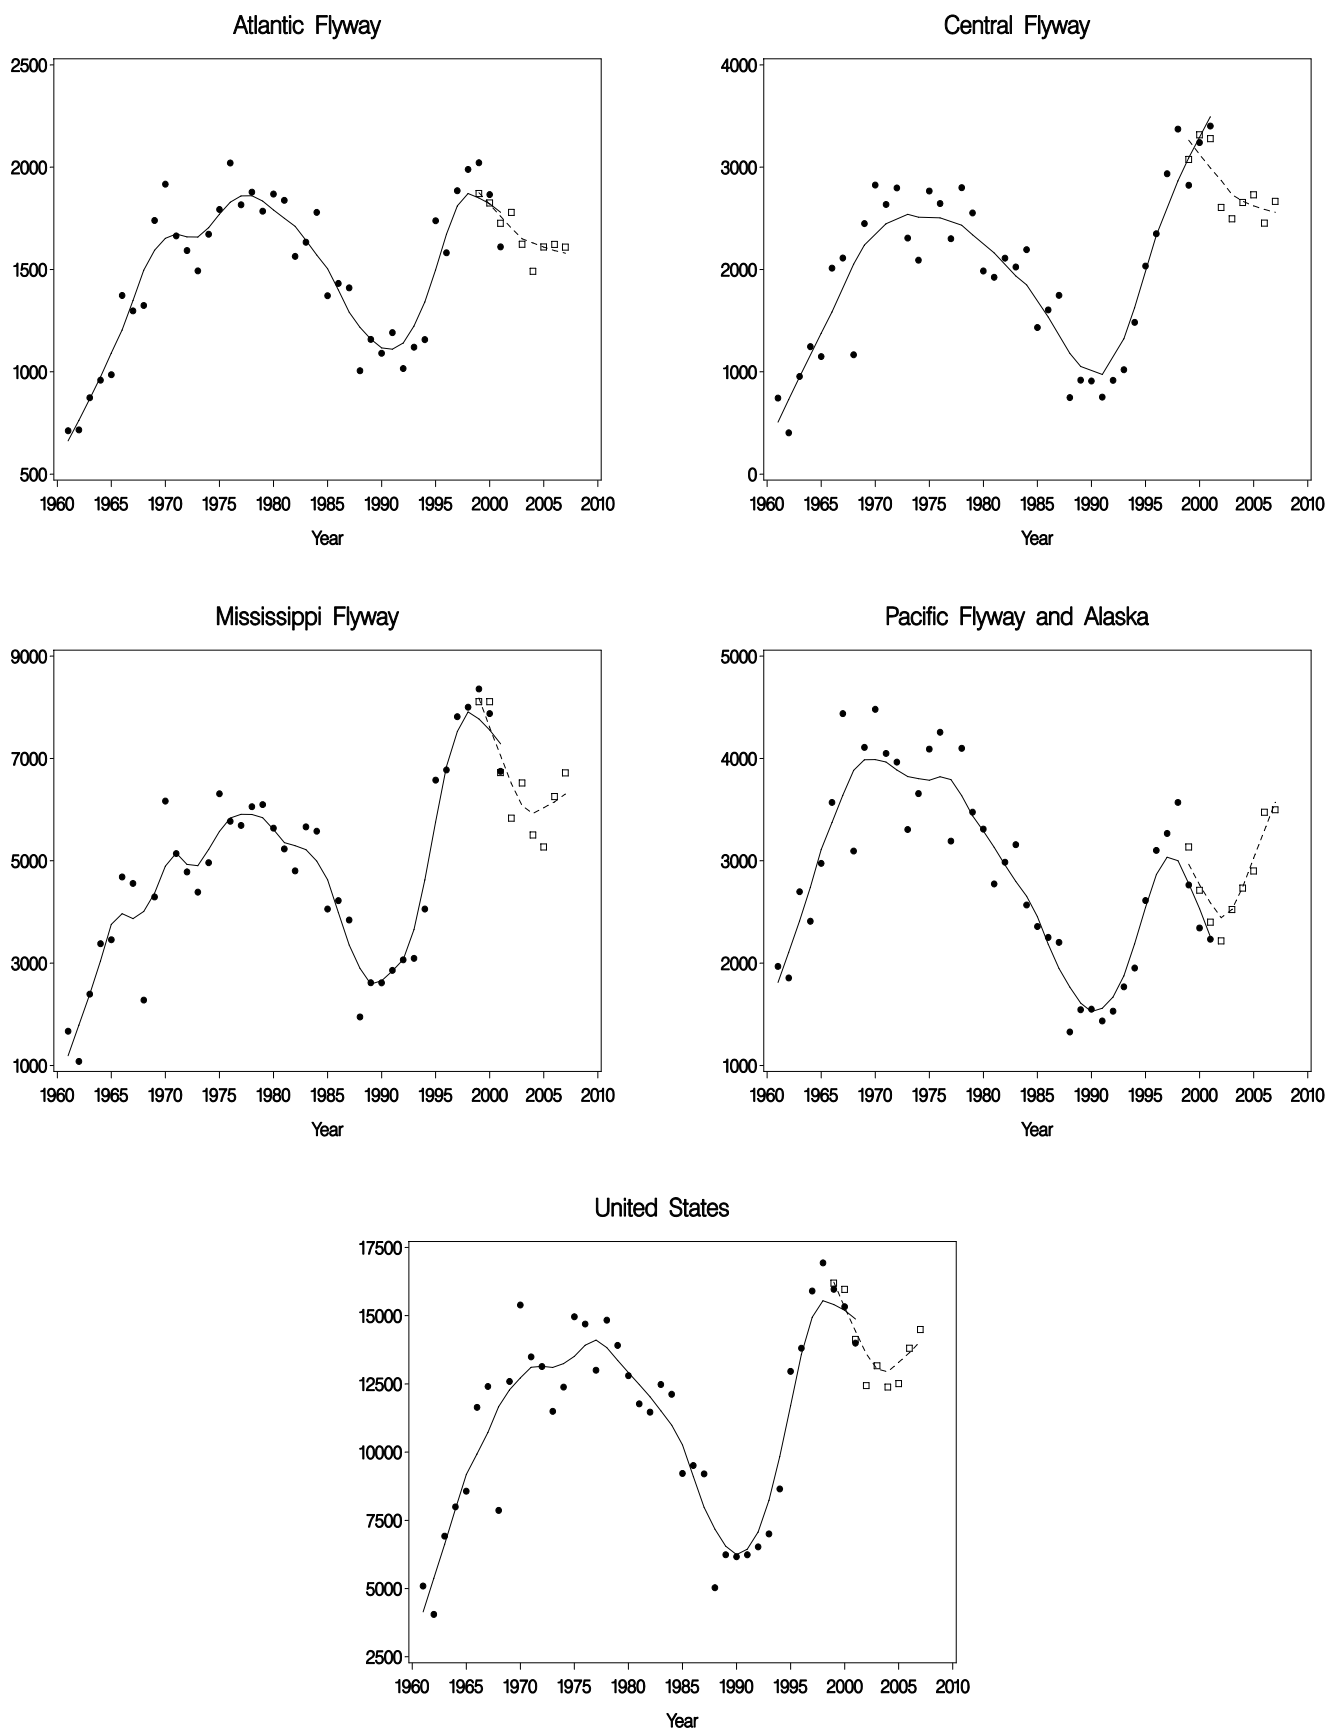 Atlantic Flyway
2500
2000
1500
1000
500
1960 1965 1970 1975 1980 1985 1990 1995 2000 2005 2010
Year
Central Flyway
4000
3000
2000
1000
0
1960 1965 1970 1975 1980 1985 1990 1995 2000 2005 2010
Year
Mississippi Flyway
9000
7000
5000
3000
1000
1960 1965 1970 1975 1980 1985 1990 1995 2000 2005 2010
Year
Pacific Flyway and Alaska
5000
4000
3000
2000
1000
1960 1965 1970 1975 1980 1985 1990 1995 2000 2005 2010
Year
United States
17500
15000
12500
10000
7500
5000
2500
1960 1965 1970 1975 1980 1985 1990 1995 2000 2005 2010
Year